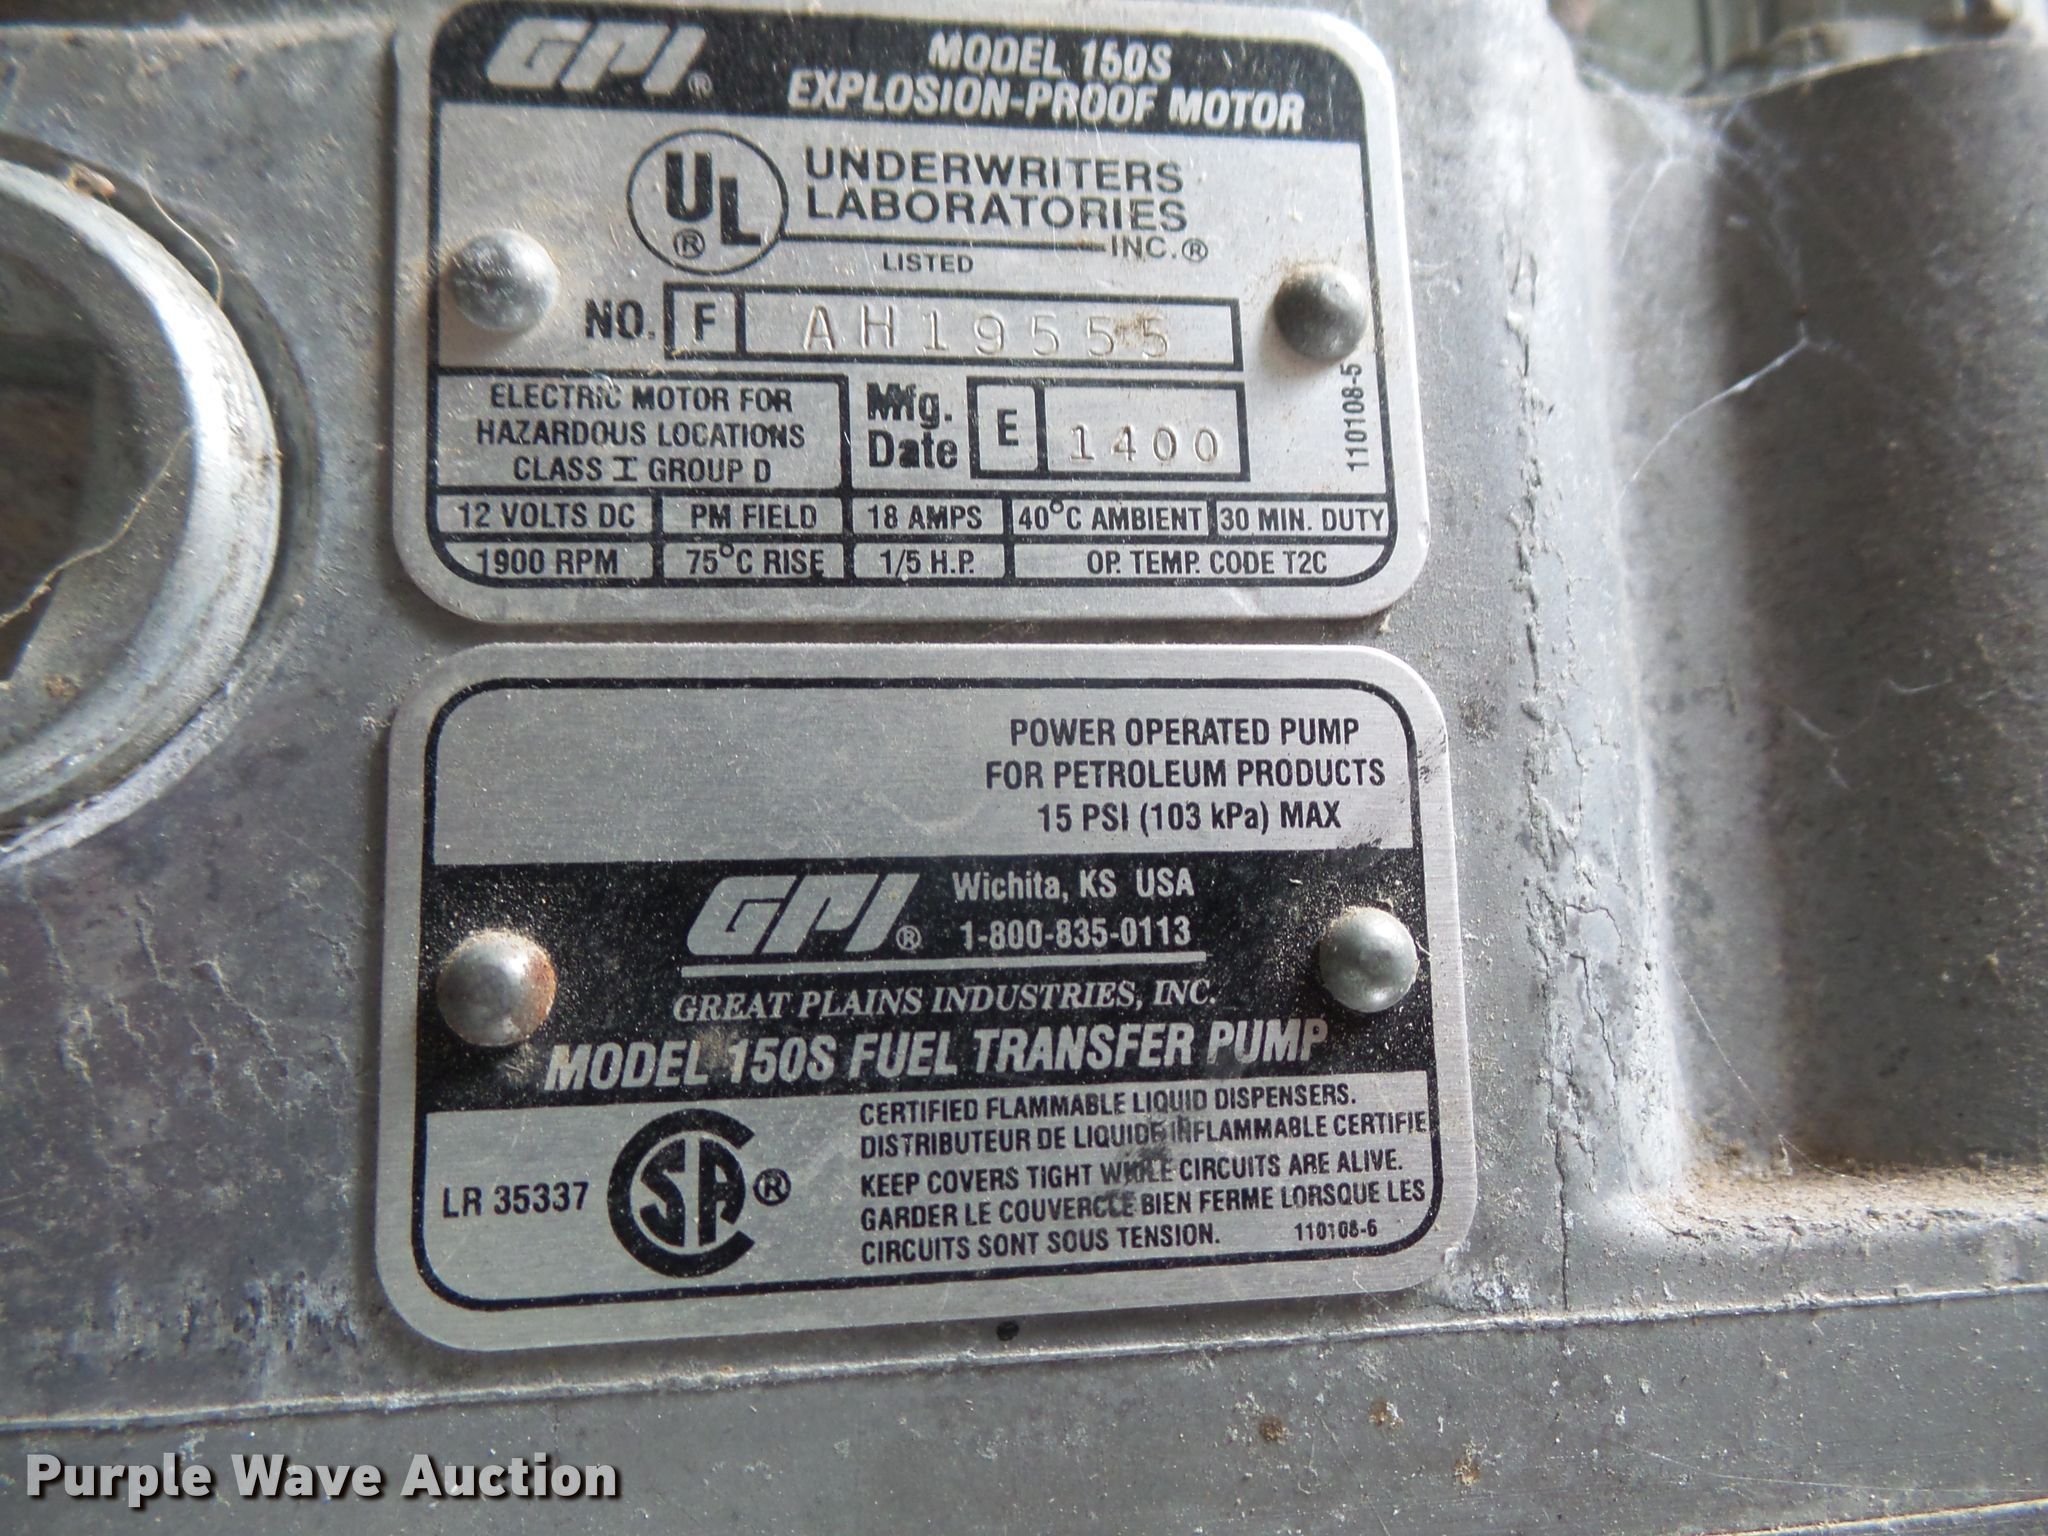 GPI®
MODEL 150S
EXPLOSION-PROOF MOTOR
UL®
UNDERWRITERS
LABORATORIES
INC.®
LISTED
NO. F AH19555
ELECTRIC MOTOR FOR
HAZARDOUS LOCATIONS
CLASS I GROUP D
Mfg.
Date E 1400
110108-5
12 VOLTS DC PM FIELD 18 AMPS 40°C AMBIENT 30 MIN. DUTY
1900 RPM 75°C RISE 1/5 H.P. OP. TEMP. CODE T2C
POWER OPERATED PUMP
FOR PETROLEUM PRODUCTS
15 PSI (103 kPa) MAX
GPI®
Wichita, KS USA
1-800-835-0113
GREAT PLAINS INDUSTRIES, INC.
MODEL 150S FUEL TRANSFER PUMP
LR 35337
CSA®
CERTIFIED FLAMMABLE LIQUID DISPENSERS.
DISTRIBUTEUR DE LIQUIDE INFLAMMABLE CERTIFIE
KEEP COVERS TIGHT WHILE CIRCUITS ARE ALIVE.
GARDER LE COUVERCLE BIEN FERME LORSQUE LES
CIRCUITS SONT SOUS TENSION.
110108-6
Purple Wave Auction